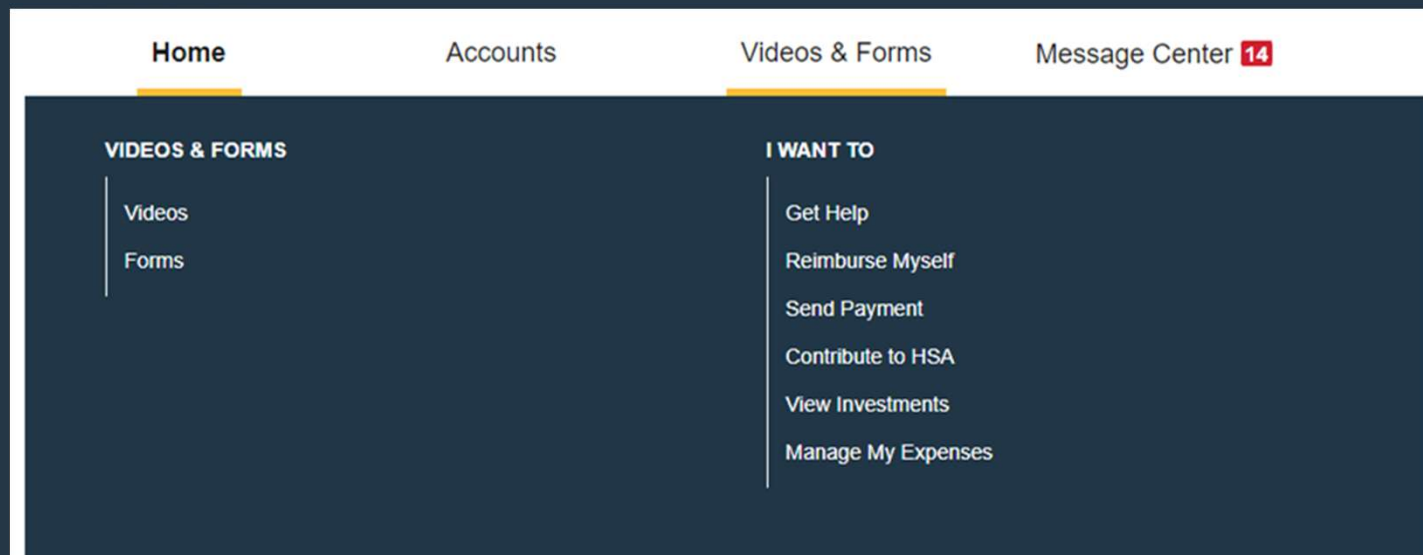 Home Accounts Videos & Forms Message Center 14
VIDEOS & FORMS
Videos
Forms
I WANT TO
Get Help
Reimburse Myself
Send Payment
Contribute to HSA
View Investments
Manage My Expenses